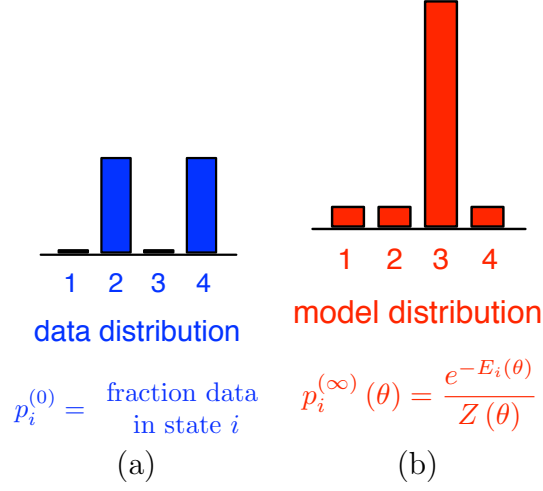 1 2 3 4
data distribution
p_i^{(0)} = fraction data
in state i
(a)
1 2 3 4
model distribution
p_i^{(∞)} (θ) = \frac{e^{-E_i(θ)}}{Z (θ)}
(b)